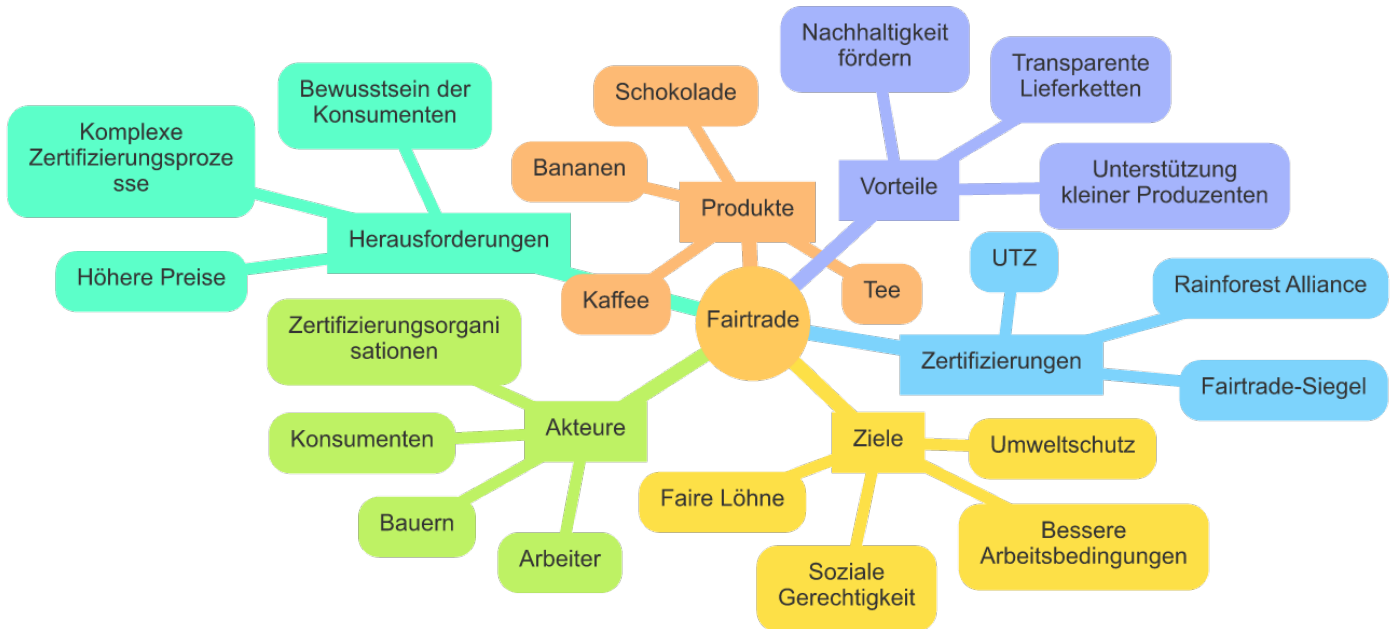 Fairtrade
Vorteile
Nachhaltigkeit
fördern
Transparente
Lieferketten
Unterstützung
kleiner Produzenten
Produkte
Schokolade
Bananen
Kaffee
Tee
Herausforderungen
Bewusstsein der
Konsumenten
Komplexe
Zertifizierungsproze
sse
Höhere Preise
Zertifizierungen
UTZ
Rainforest Alliance
Fairtrade-Siegel
Akteure
Zertifizierungsorgani
sationen
Konsumenten
Bauern
Arbeiter
Ziele
Umweltschutz
Faire Löhne
Bessere
Arbeitsbedingungen
Soziale
Gerechtigkeit